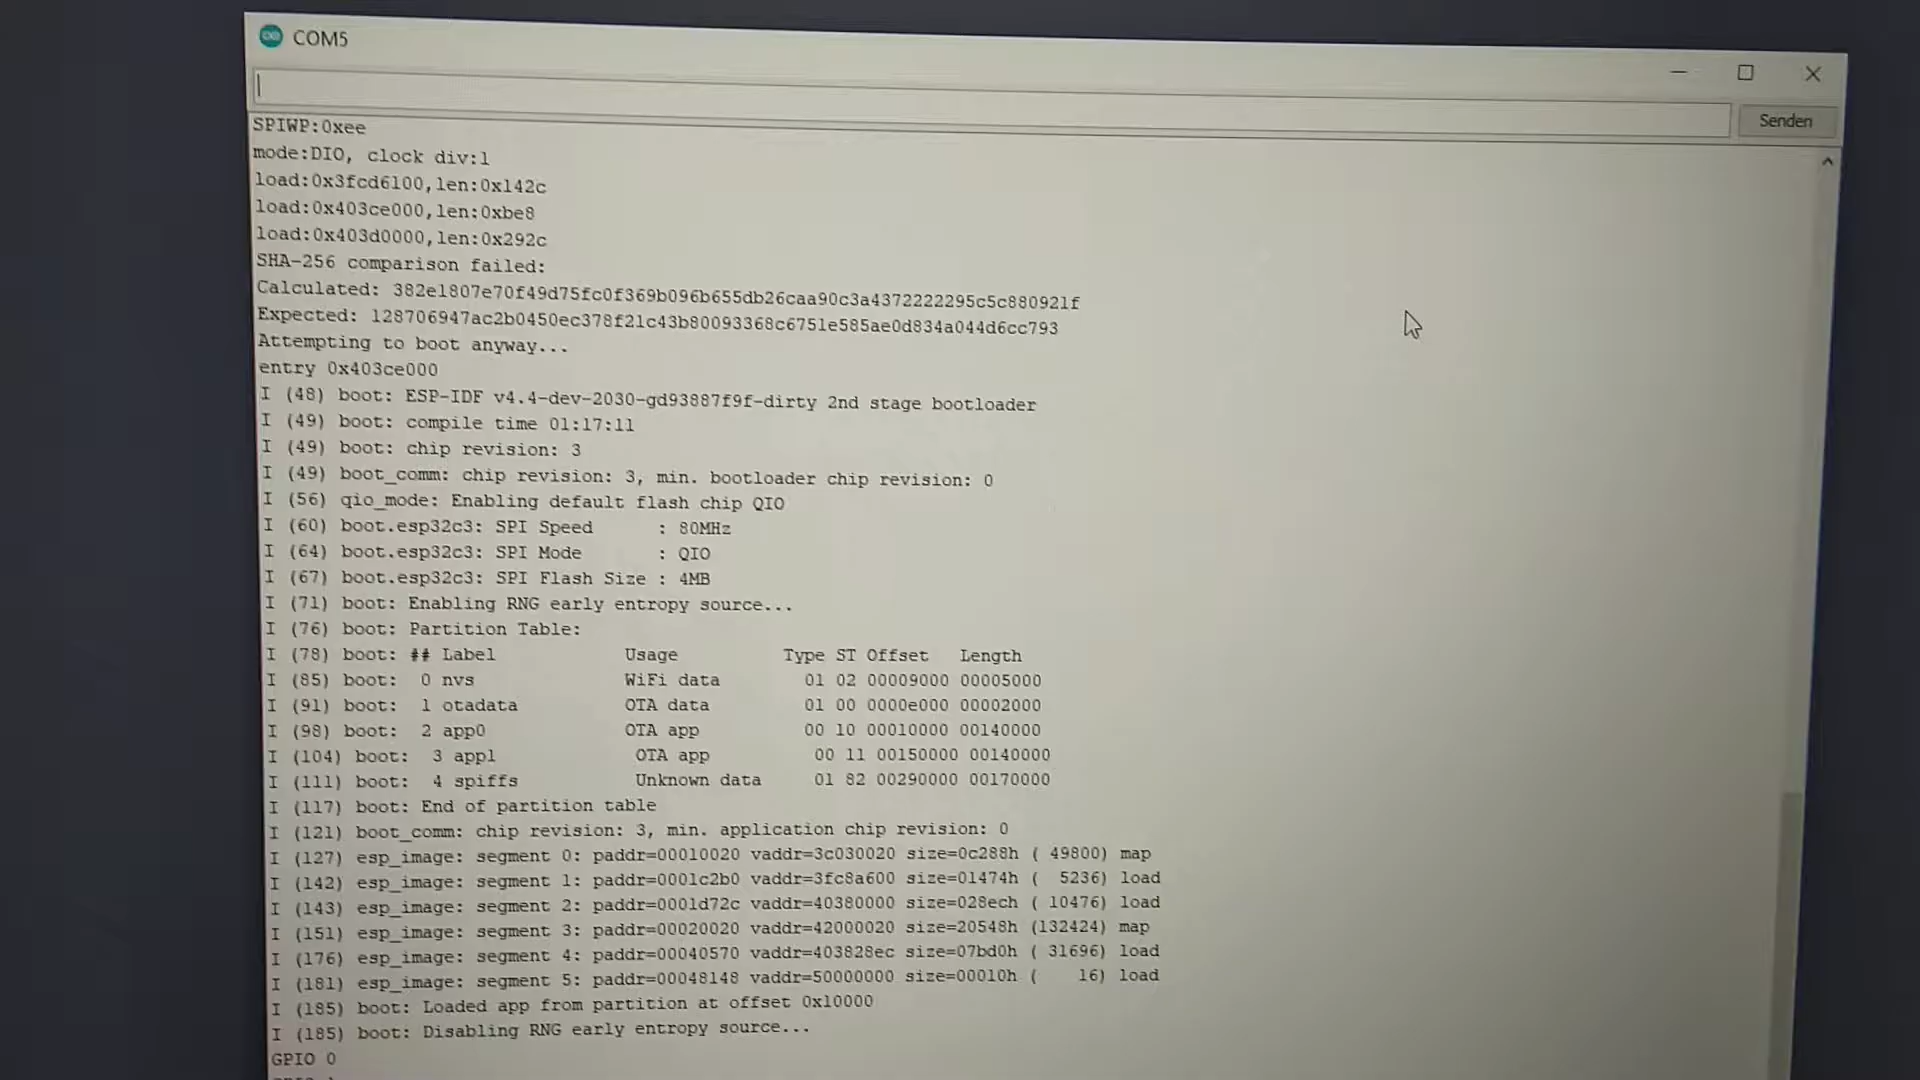 COM5
Senden
SPIWP:0xee
mode:DIO, clock div:1
load:0x3fcd6100,len:0x142c
load:0x403ce000,len:0xbe8
load:0x403d0000,len:0x292c
SHA-256 comparison failed:
Calculated: 382e1807e70f49d75fc0f369b096b655db26caa90c3a4372222295c5c880921f
Expected: 128706947ac2b0450ec378f21c43b80093368c6751e585ae0d834a044d6cc793
Attempting to boot anyway...
entry 0x403ce000
I (48) boot: ESP-IDF v4.4-dev-2030-gd93887f9f-dirty 2nd stage bootloader
I (49) boot: compile time 01:17:11
I (49) boot: chip revision: 3
I (49) boot_comm: chip revision: 3, min. bootloader chip revision: 0
I (56) qio_mode: Enabling default flash chip QIO
I (60) boot.esp32c3: SPI Speed      : 80MHz
I (64) boot.esp32c3: SPI Mode       : QIO
I (67) boot.esp32c3: SPI Flash Size : 4MB
I (71) boot: Enabling RNG early entropy source...
I (76) boot: Partition Table:
I (78) boot: ## Label            Usage          Type ST Offset   Length
I (85) boot:  0 nvs              WiFi data        01 02 00009000 00005000
I (91) boot:  1 otadata          OTA data         01 00 0000e000 00002000
I (98) boot:  2 app0             OTA app          00 10 00010000 00140000
I (104) boot:  3 app1             OTA app          00 11 00150000 00140000
I (111) boot:  4 spiffs           Unknown data     01 82 00290000 00170000
I (117) boot: End of partition table
I (121) boot_comm: chip revision: 3, min. application chip revision: 0
I (127) esp_image: segment 0: paddr=00010020 vaddr=3c030020 size=0c288h ( 49800) map
I (142) esp_image: segment 1: paddr=0001c2b0 vaddr=3fc8a600 size=01474h (  5236) load
I (143) esp_image: segment 2: paddr=0001d72c vaddr=40380000 size=028ech ( 10476) load
I (151) esp_image: segment 3: paddr=00020020 vaddr=42000020 size=20548h (132424) map
I (176) esp_image: segment 4: paddr=00040570 vaddr=403828ec size=07bd0h ( 31696) load
I (181) esp_image: segment 5: paddr=00048148 vaddr=50000000 size=00010h (    16) load
I (185) boot: Loaded app from partition at offset 0x10000
I (185) boot: Disabling RNG early entropy source...
GPIO 0